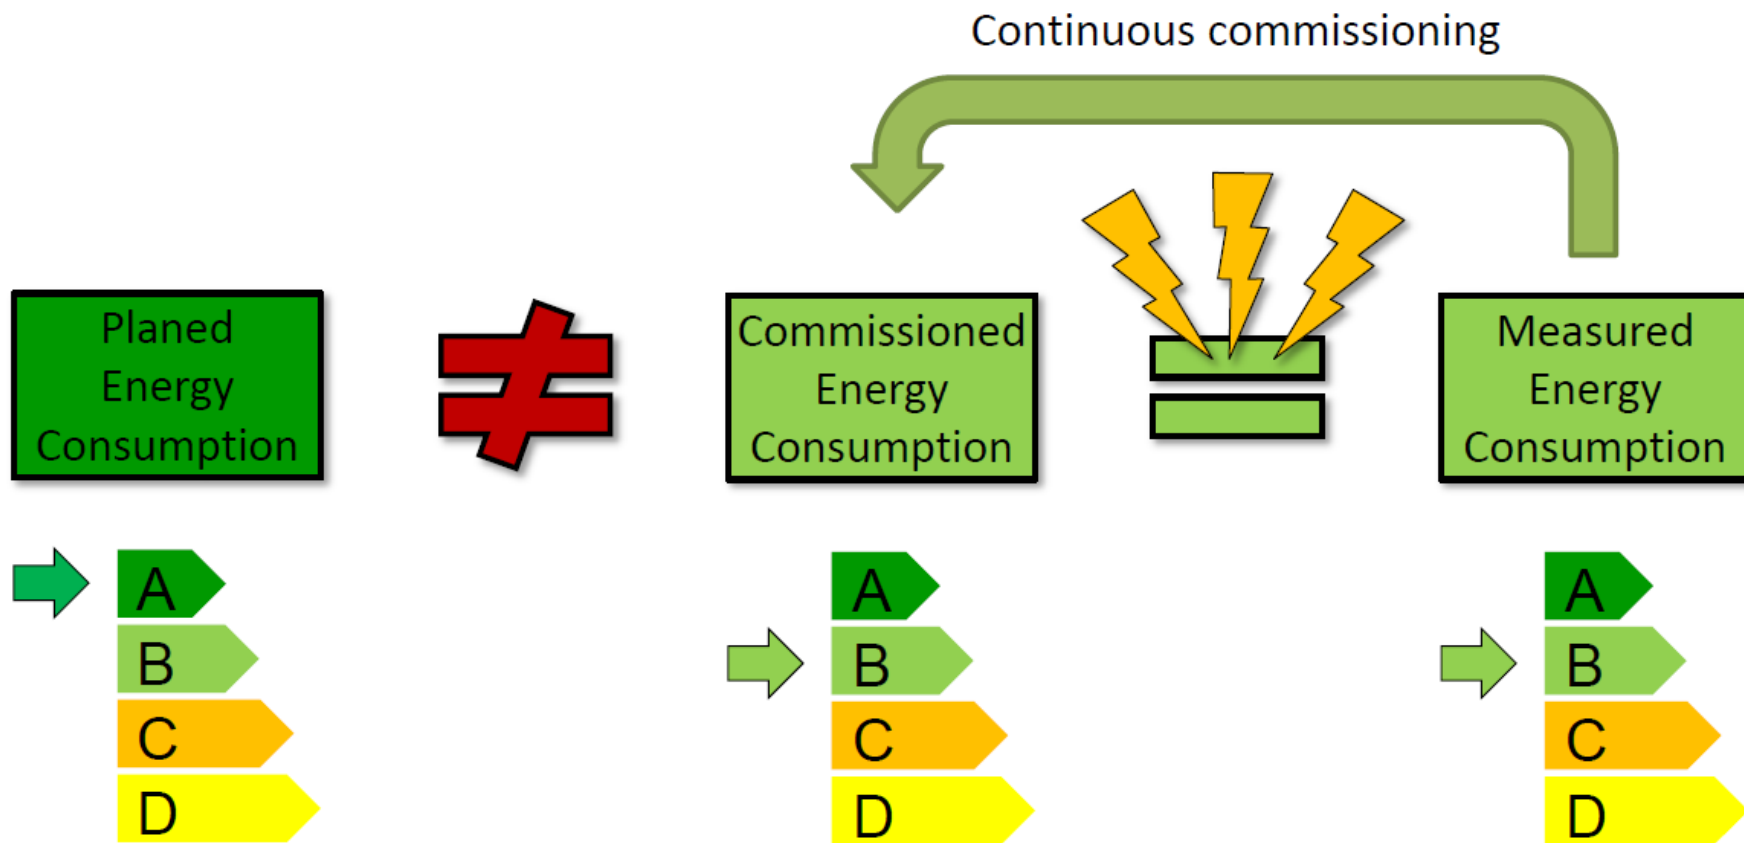 Continuous commissioning
Planed
Energy
Consumption
Commissioned
Energy
Consumption
Measured
Energy
Consumption
A
B
C
D
A
B
C
D
A
B
C
D